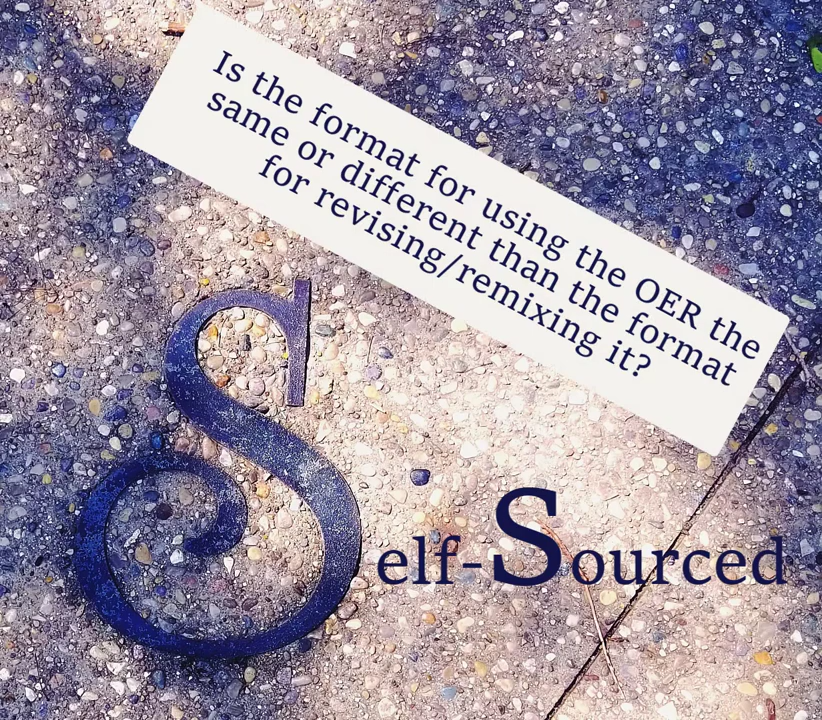 Is the format for using the OER the
same or different than the format
for revising/remixing it?
Self-Sourced